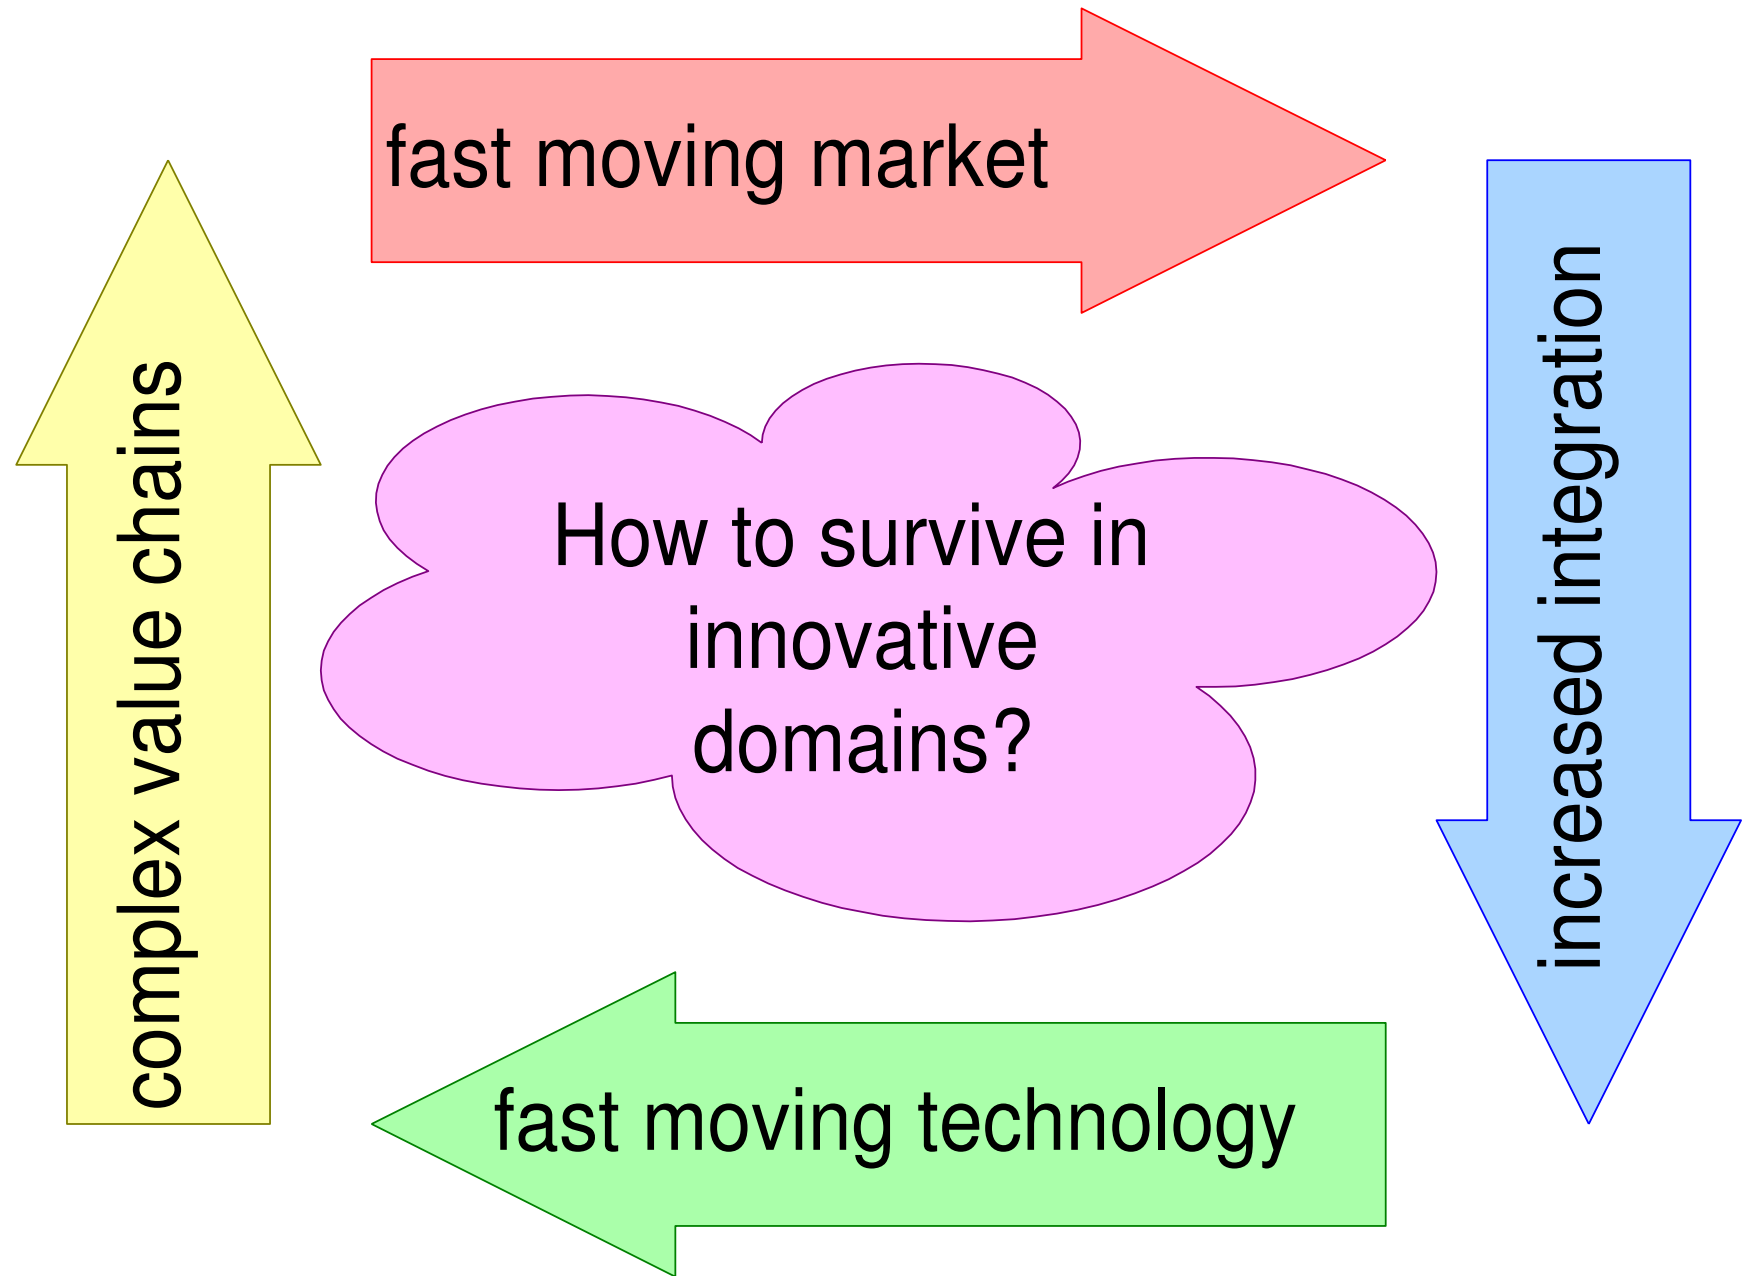 fast moving market
complex value chains
How to survive in
innovative
domains?
increased integration
fast moving technology